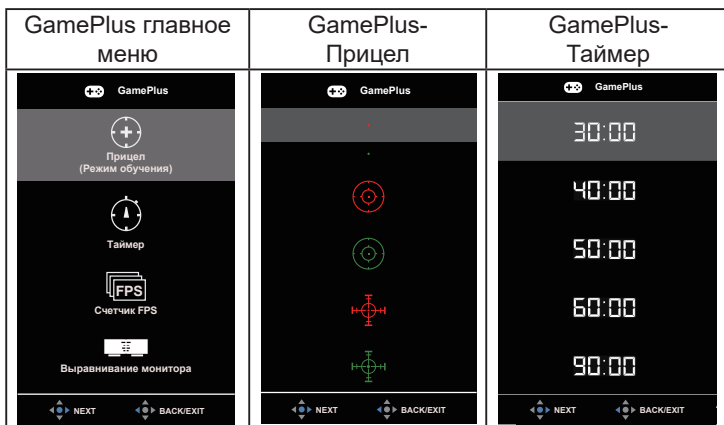 GamePlus главное
меню
GamePlus-
Прицел
GamePlus-
Таймер
GamePlus
Прицел
(Режим обучения)
Таймер
FPS
Счетчик FPS
Выравнивание монитора
NEXT BACK/EXIT
GamePlus
NEXT BACK/EXIT
GamePlus
30:00
40:00
50:00
60:00
90:00
NEXT BACK/EXIT